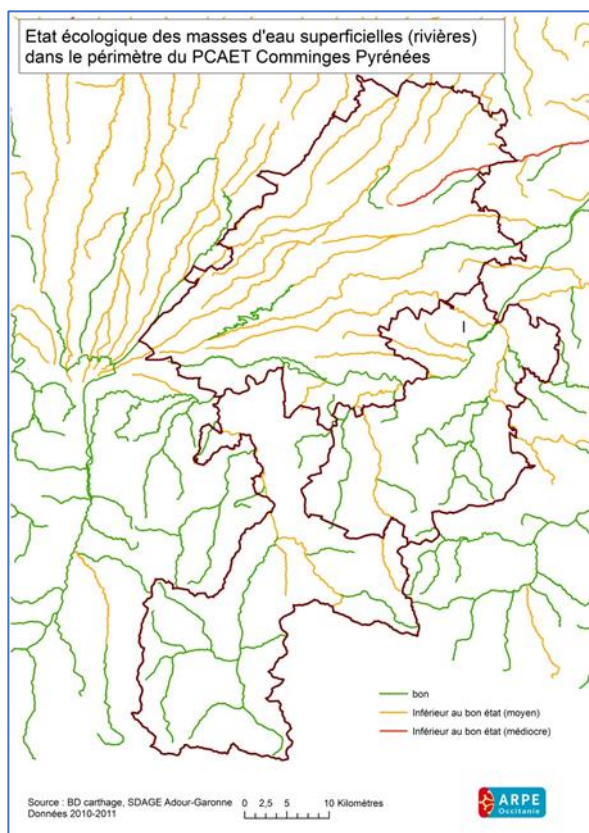 Etat écologique des masses d'eau superficielles (rivières)
dans le périmètre du PCAET Comminges Pyrénées
bon
Inférieur au bon état (moyen)
Inférieur au bon état (médiocre)
Source : BD carthage, SDAGE Adour-Garonne
Données 2010-2011
0 2,5 5 10 Kilomètres
ARPE
Occitanie